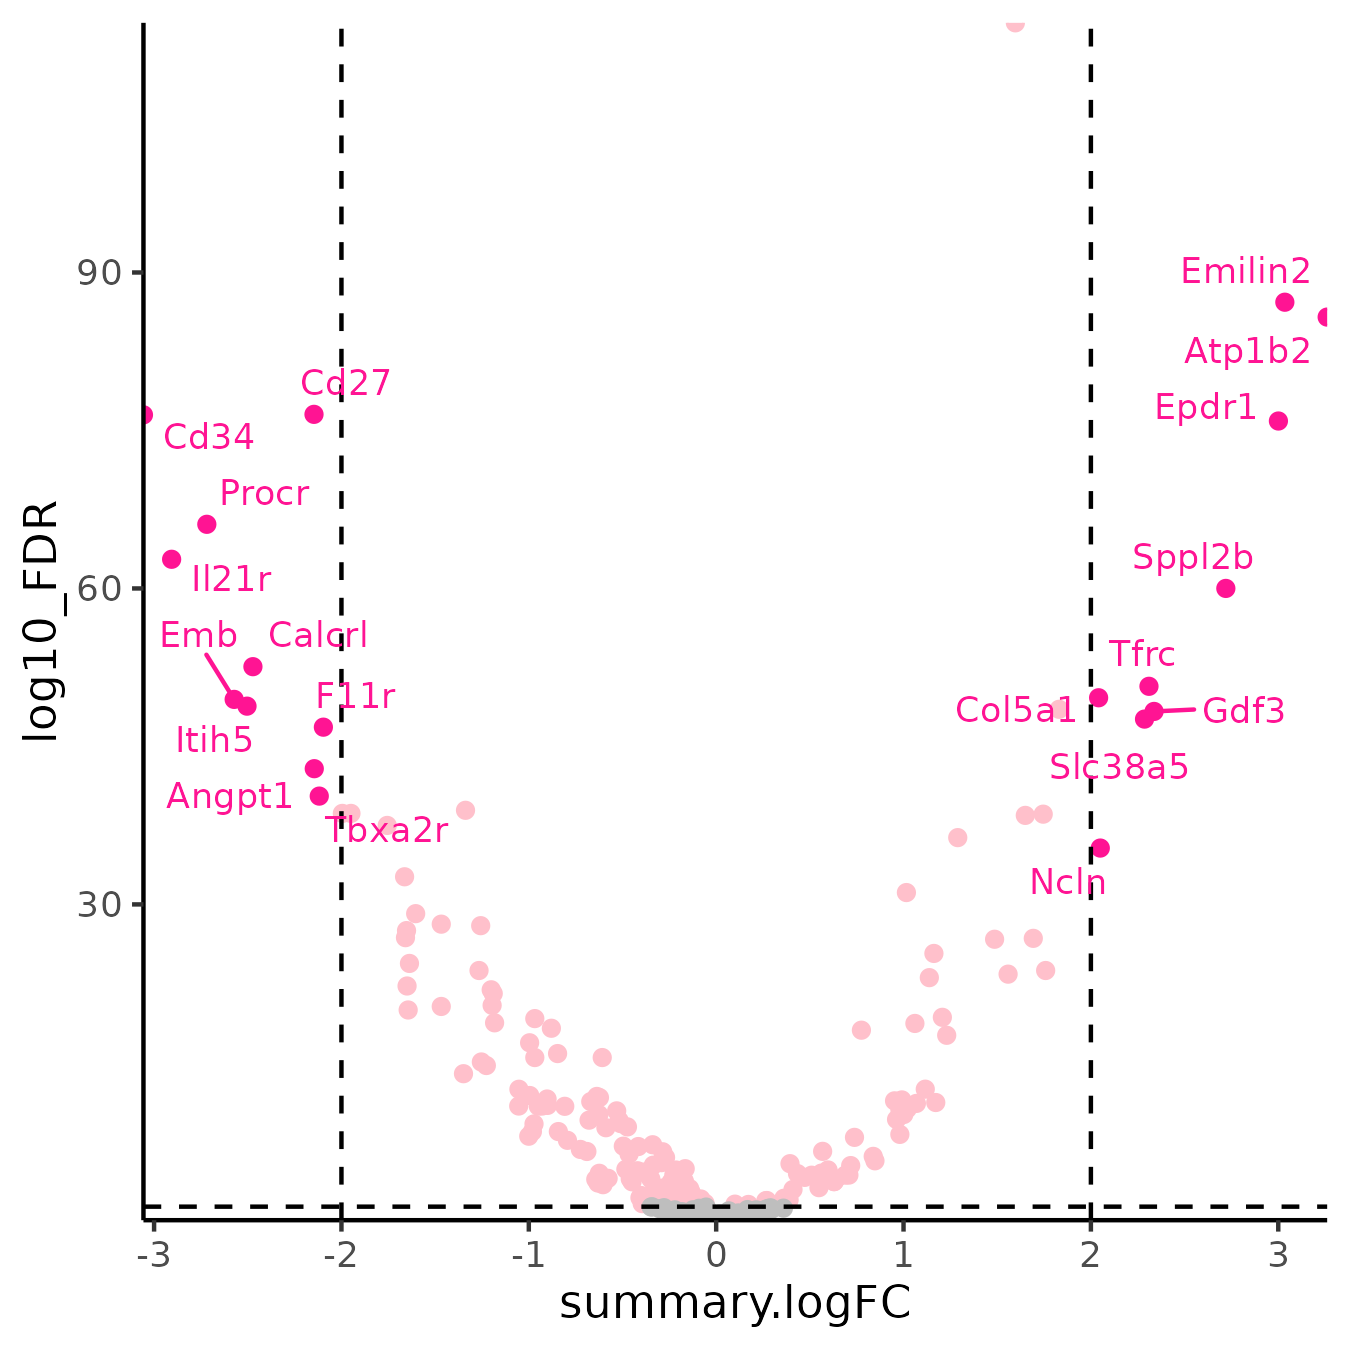 90
Emilin2
Atp1b2
Cd27
Epdr1
Cd34
Procr
Sppl2b
Il21r
60
Emb
Calcrl
Tfrc
F11r
Col5a1
Gdf3
Itih5
Slc38a5
Angpt1
Tbxa2r
Ncln
30
log10_FDR
-3 -2 -1 0 1 2 3
summary.logFC